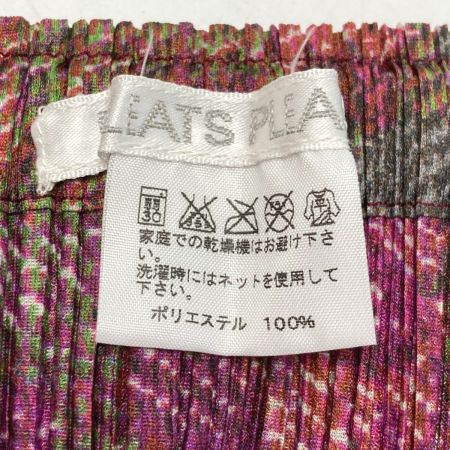 LEATS PLEA
弱
30
平
家庭での乾燥機はお避け下さ
い。
洗濯時にはネットを使用して
下さい。
ポリエステル 100%